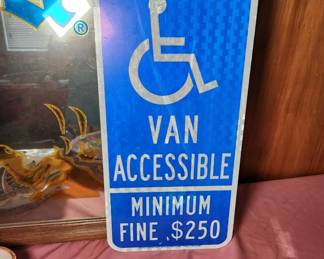 VAN
ACCESSIBLE
MINIMUM
FINE $250
®